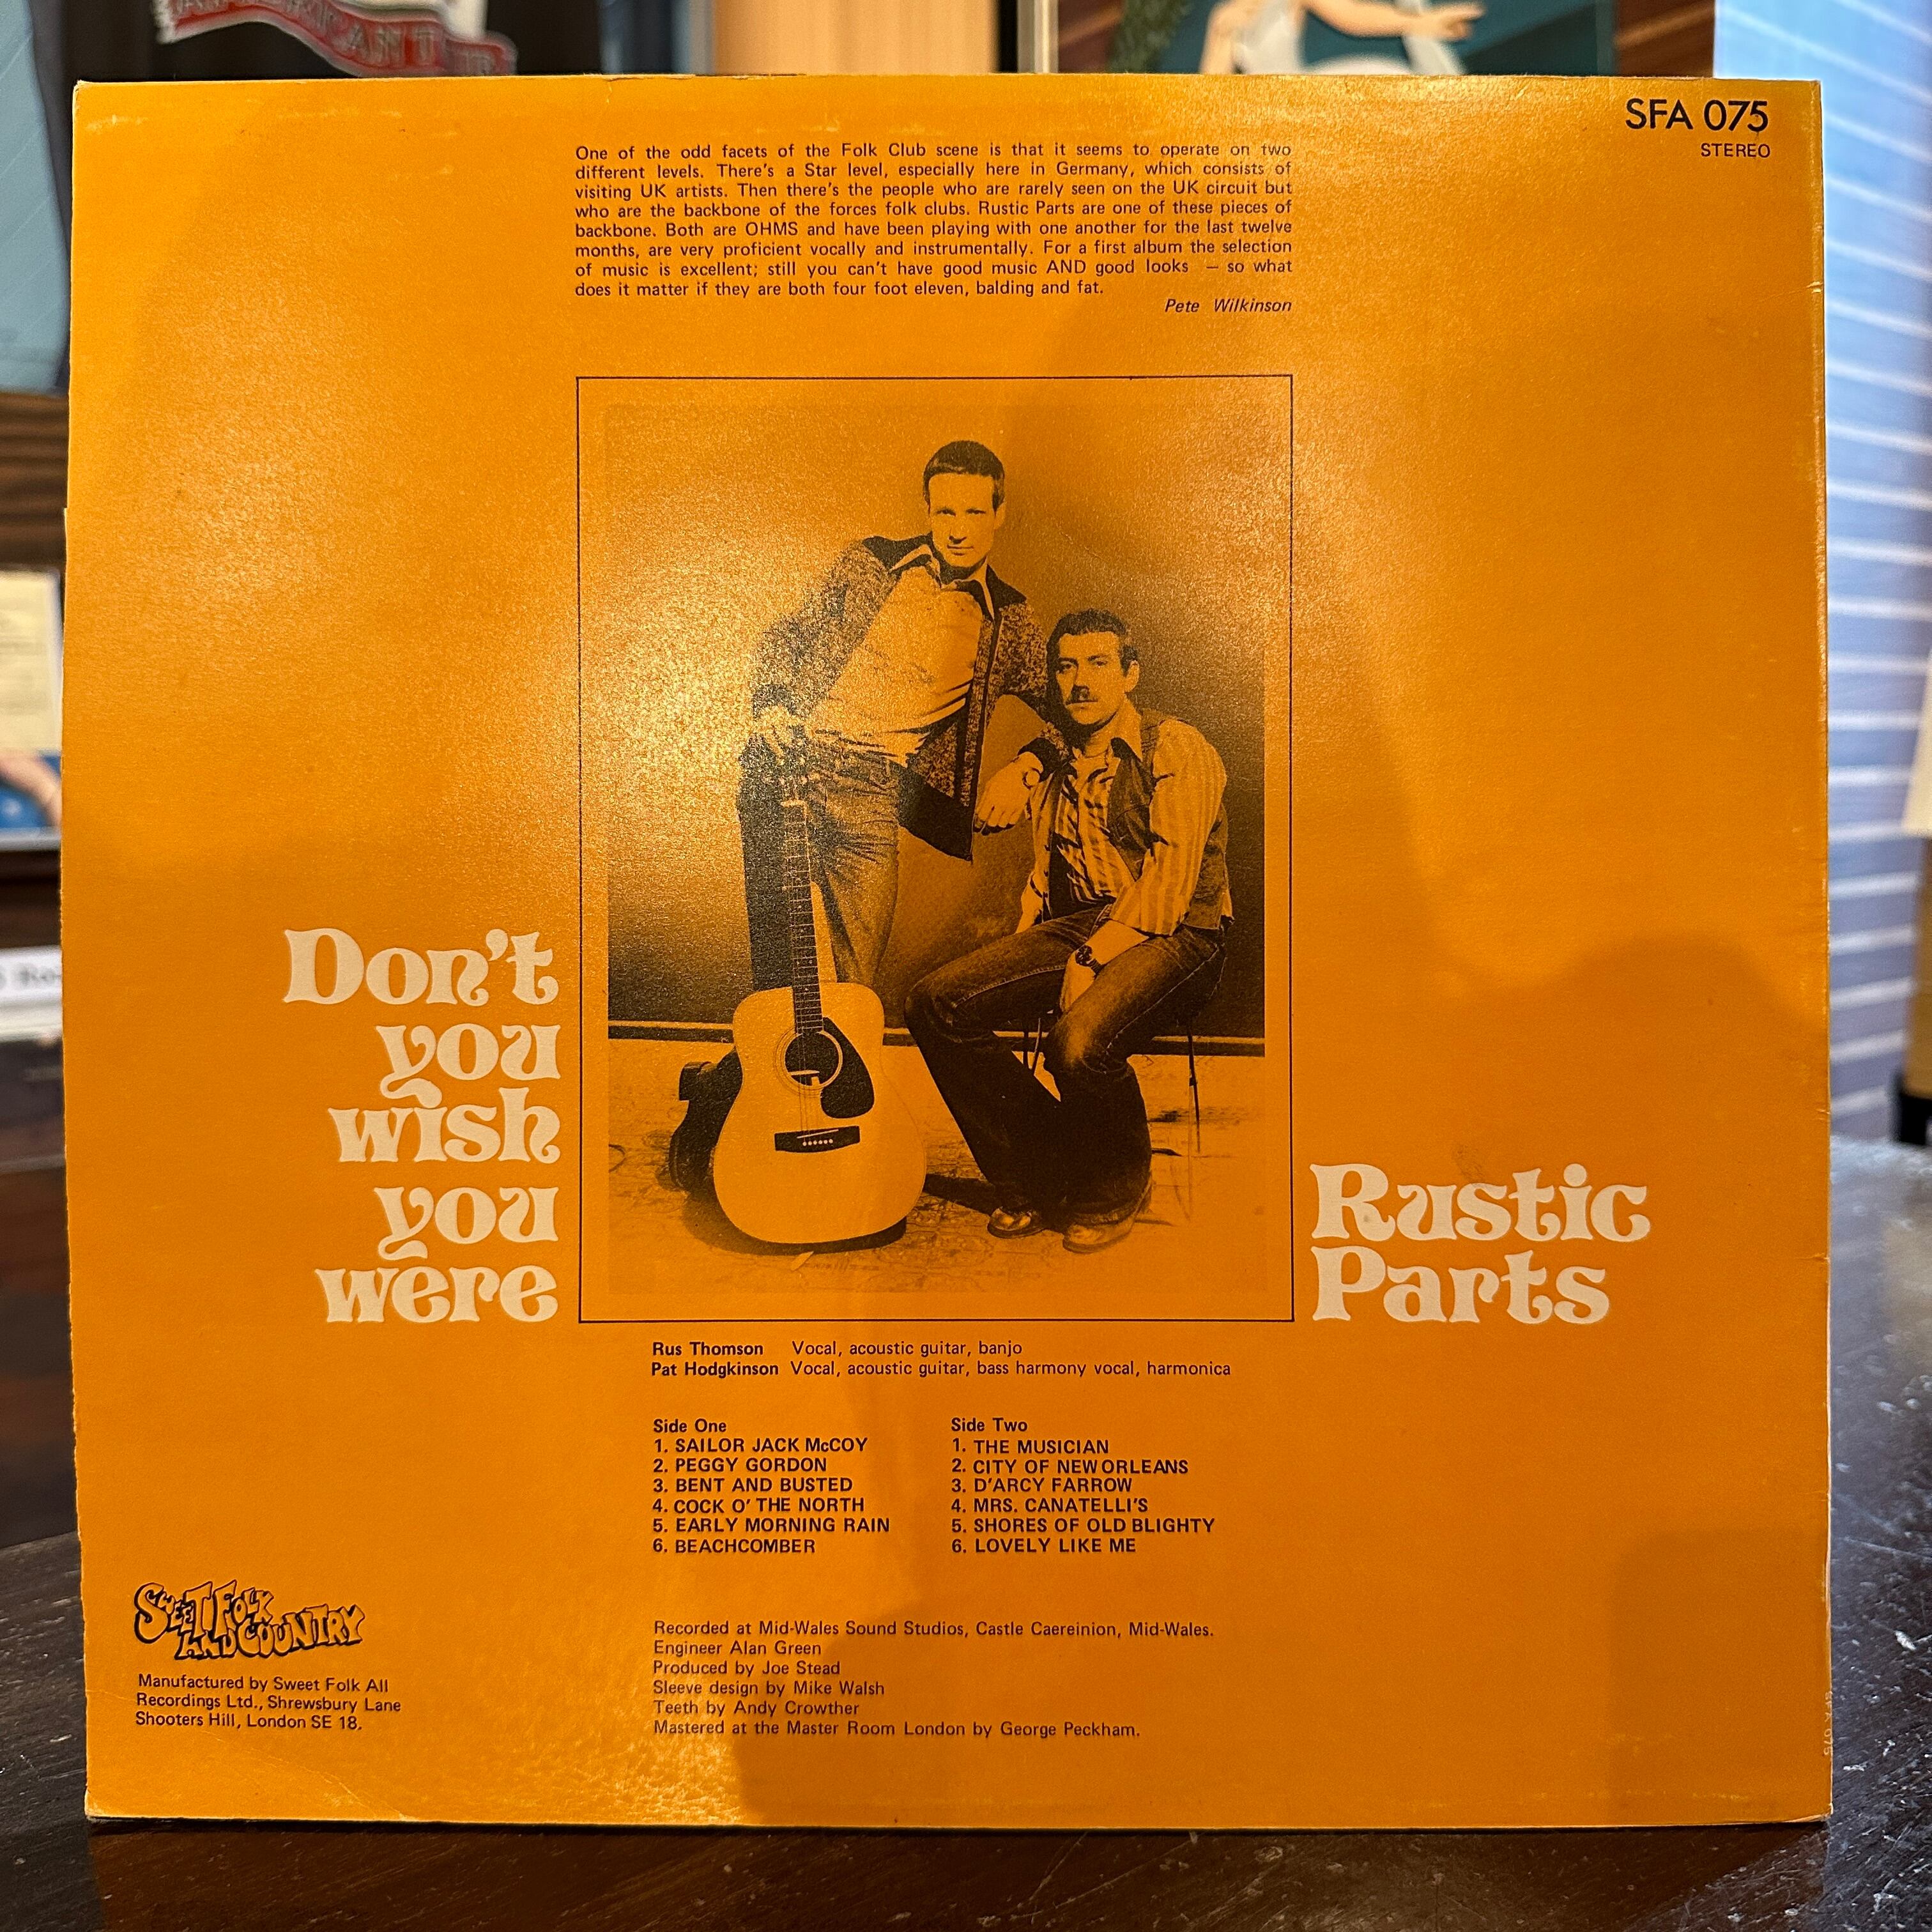 SFA 075
STEREO
One of the odd facets of the Folk Club scene is that it seems to operate on two
different levels. There's a Star level, especially here in Germany, which consists of
visiting UK artists. Then there's the people who are rarely seen on the UK circuit but
who are the backbone of the forces folk clubs. Rustic Parts are one of these pieces of
backbone. Both are OHMS and have been playing with one another for the last twelve
months, are very proficient vocally and instrumentally. For a first album the selection
of music is excellent; still you can't have good music AND good looks – so what
does it matter if they are both four foot eleven, balding and fat.
Pete Wilkinson
Don't
you
wish
you
were
Rustic
Parts
Rus Thomson Vocal, acoustic guitar, banjo
Pat Hodgkinson Vocal, acoustic guitar, bass harmony vocal, harmonica
Side One
1. SAILOR JACK McCOY
2. PEGGY GORDON
3. BENT AND BUSTED
4. COCK O' THE NORTH
5. EARLY MORNING RAIN
6. BEACHCOMBER
Side Two
1. THE MUSICIAN
2. CITY OF NEW ORLEANS
3. D'ARCY FARROW
4. MRS. CANATELLI'S
5. SHORES OF OLD BLIGHTY
6. LOVELY LIKE ME
Recorded at Mid-Wales Sound Studios, Castle Caereinion, Mid-Wales.
Engineer Alan Green
Produced by Joe Stead
Sleeve design by Mike Walsh
Teeth by Andy Crowther
Mastered at the Master Room London by George Peckham.
SWEET FOLK
AND COUNTRY
Manufactured by Sweet Folk All
Recordings Ltd., Shrewsbury Lane
Shooters Hill, London SE 18.